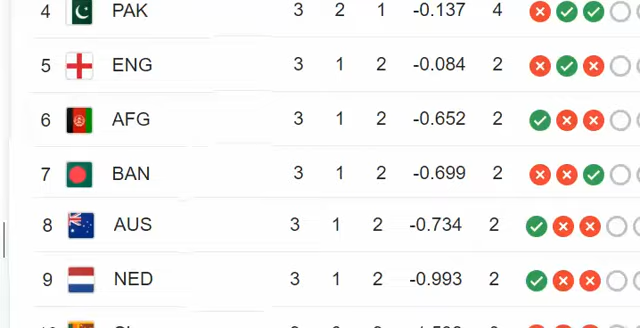 4 PAK 3 2 1 -0.137 4
5 ENG 3 1 2 -0.084 2
6 AFG 3 1 2 -0.652 2
7 BAN 3 1 2 -0.699 2
8 AUS 3 1 2 -0.734 2
9 NED 3 1 2 -0.993 2